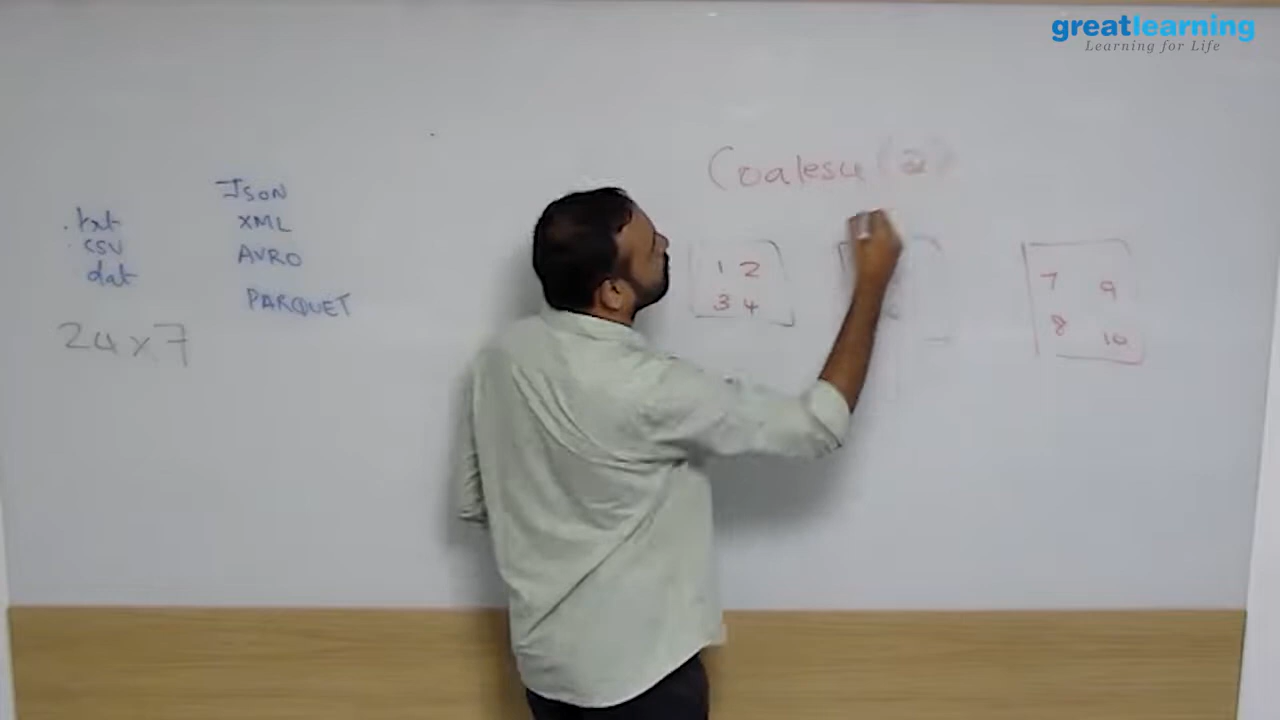 greatlearning
Learning for Life
.txt
csv
dat
24x7
JSON
XML
AVRO
PARQUET
Coalesce (2)
1 2
3 4
7 9
8 10